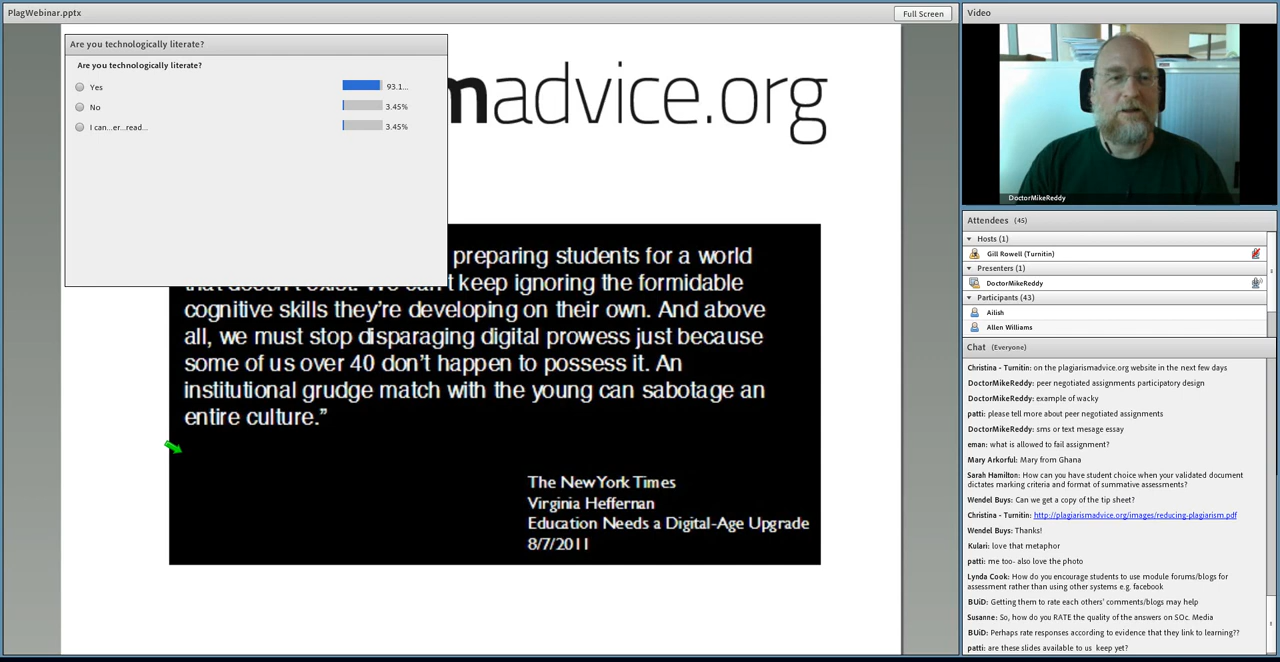 PlagWebinar.pptx
Full Screen
Are you technologically literate?
Are you technologically literate?
Yes 93.1...
No 3.45%
I can...er...read... 3.45%
madvice.org
preparing students for a world
keep ignoring the formidable
cognitive skills they're developing on their own. And above
all, we must stop disparaging digital prowess just because
some of us over 40 don't happen to possess it. An
institutional grudge match with the young can sabotage an
entire culture.”
The New York Times
Virginia Heffernan
Education Needs a Digital-Age Upgrade
8/7/2011
Video
DoctorMikeReddy
Attendees (45)
Hosts (1)
Gill Rowell (Turnitin)
Presenters (1)
DoctorMikeReddy
Participants (43)
Ailish
Allen Williams
Chat (Everyone)
Christina - Turnitin: on the plagiarismadvice.org website in the next few days
DoctorMikeReddy: peer negotiated assignments participatory design
DoctorMikeReddy: example of wacky
patti: please tell more about peer negotiated assignments
DoctorMikeReddy: sms or text mesage essay
eman: what is allowed to fail assignment?
Mary Arkorful: Mary from Ghana
Sarah Hamilton: How can you have student choice when your validated document
dictates marking criteria and format of summative assessments?
Wendel Buys: Can we get a copy of the tip sheet?
Christina - Turnitin: http://plagiarismadvice.org/images/reducing-plagiarism.pdf
Wendel Buys: Thanks!
Kulari: love that metaphor
patti: me too- also love the photo
Lynda Cook: How do you encourage students to use module forums/blogs for
assessment rather than using other systems e.g. facebook
BUiD: Getting them to rate each others' comments/blogs may help
Susanne: So, how do you RATE the quality of the answers on SOc. Media
BUiD: Perhaps rate responses according to evidence that they link to learning??
patti: are these slides available to us keep yet?